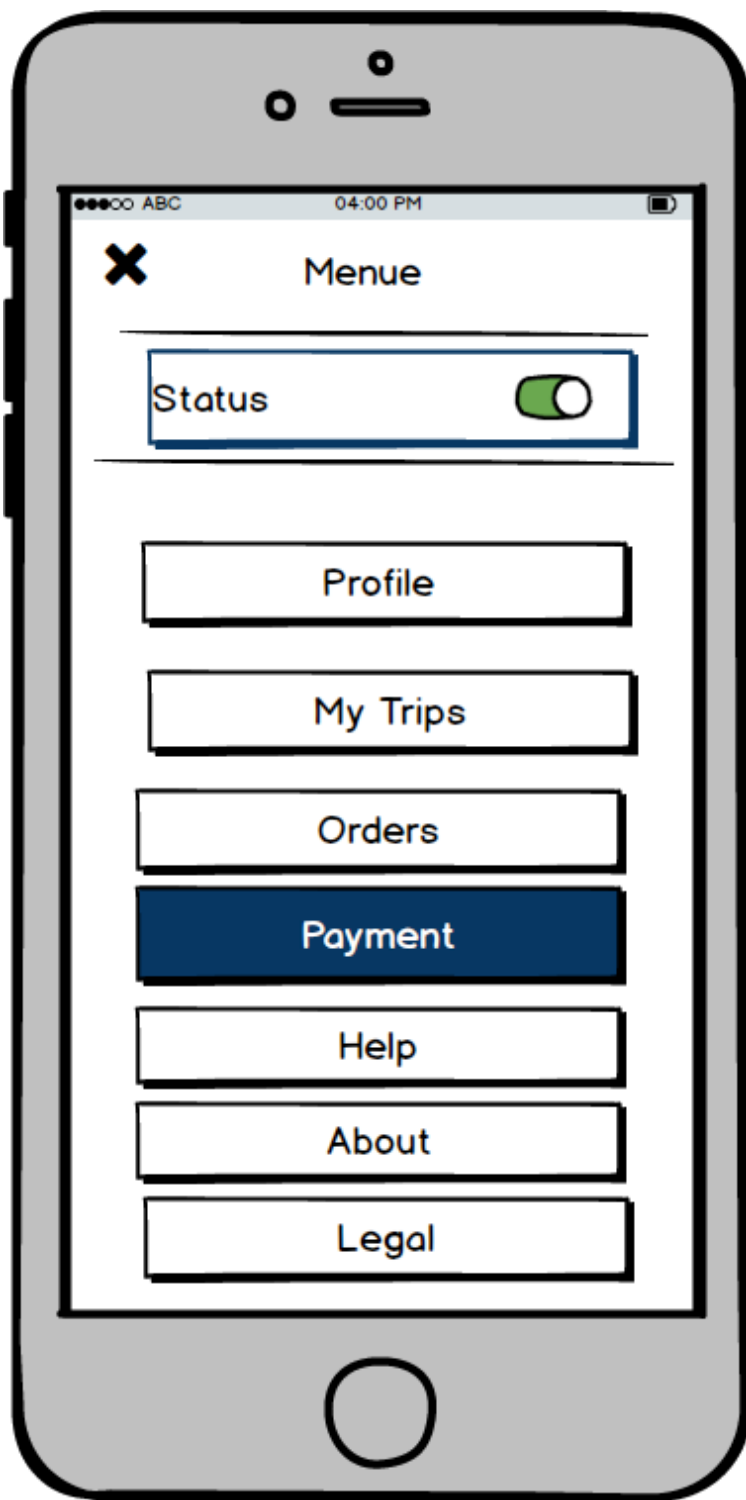 ABC 04:00 PM
Menue
Status
Profile
My Trips
Orders
Payment
Help
About
Legal